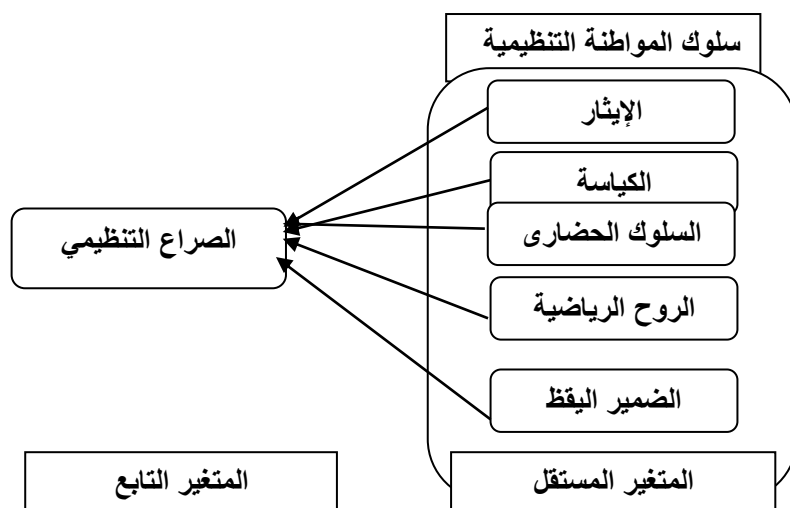 سلوك المواطنة التنظيمية
الإيثار
الكياسة
السلوك الحضارى
الصراع التنظيمي
الروح الرياضية
الضمير اليقظ
المتغير المستقل
المتغير التابع